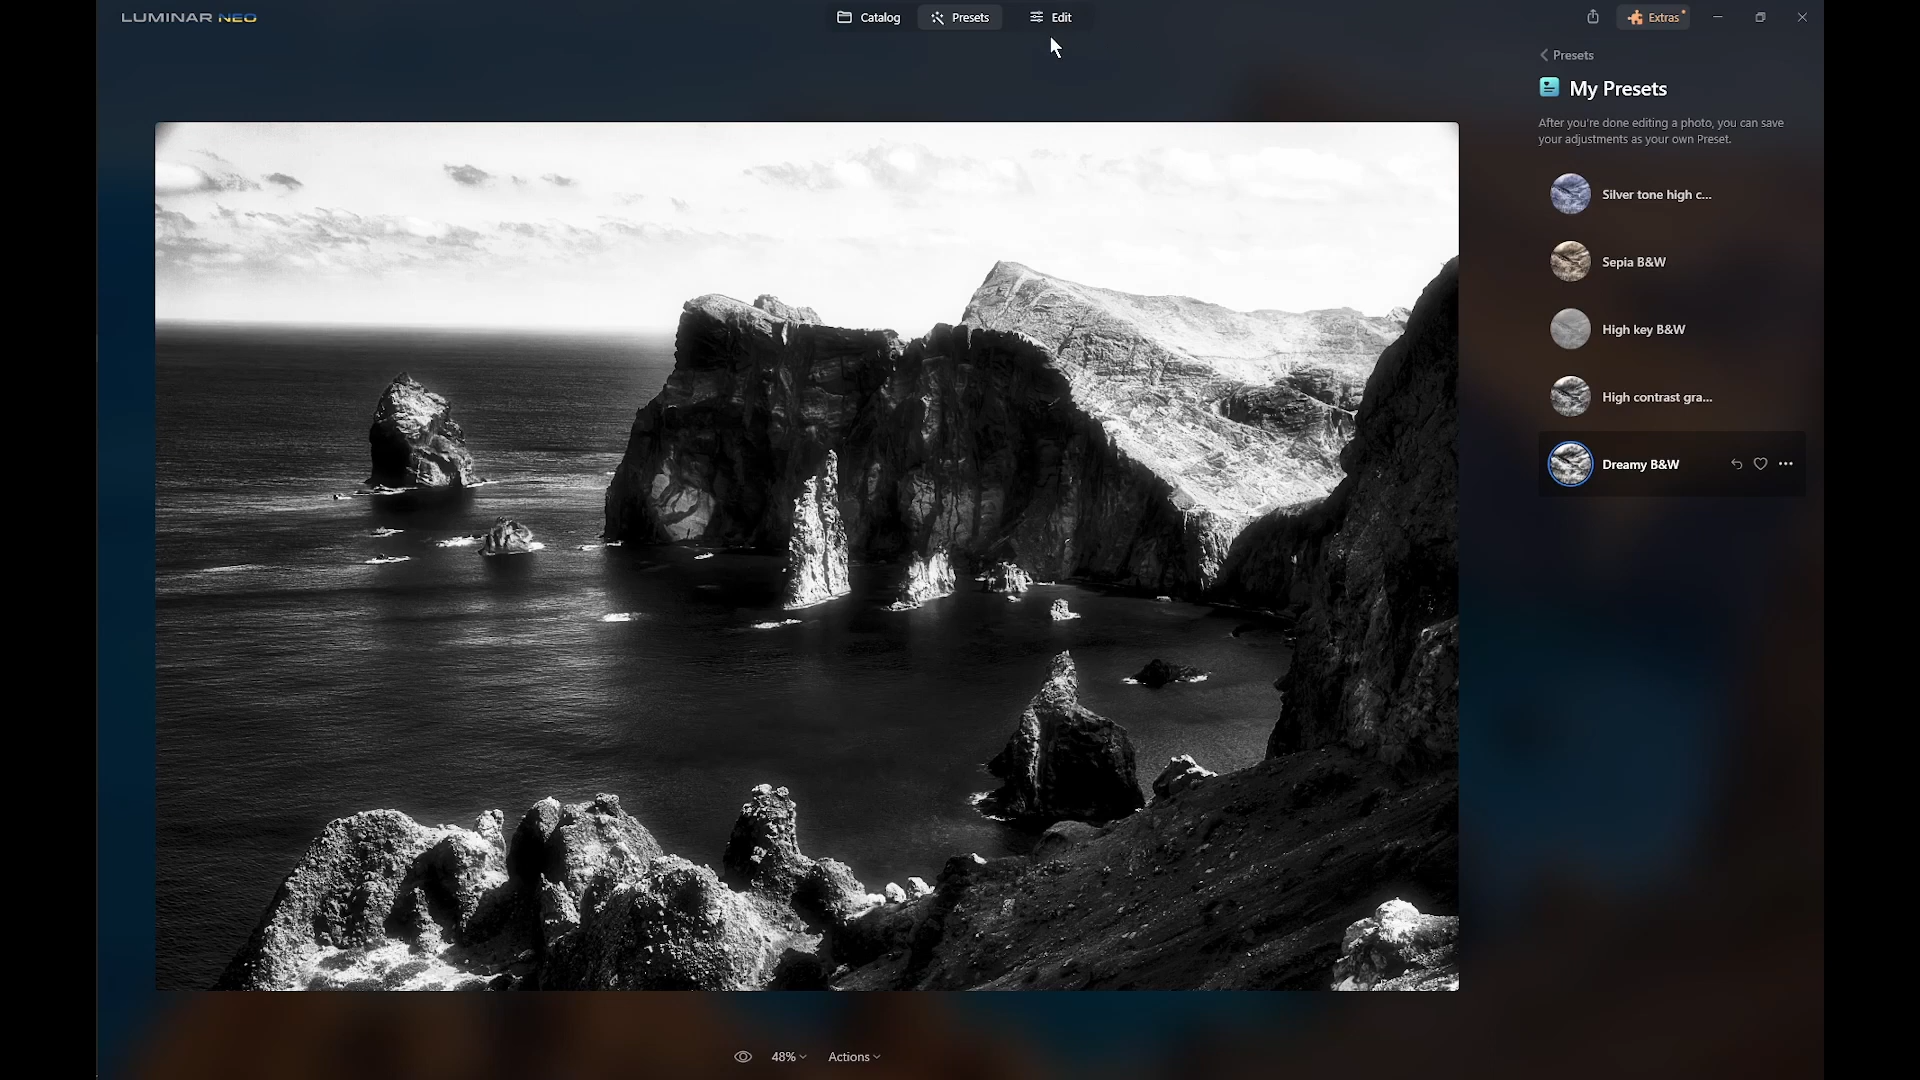 LUMINAR NEO
Catalog
Presets
Edit
Extras
Presets
My Presets
After you're done editing a photo, you can save
your adjustments as your own Preset.
Silver tone high c...
Sepia B&W
High key B&W
High contrast gra...
Dreamy B&W
48%
Actions